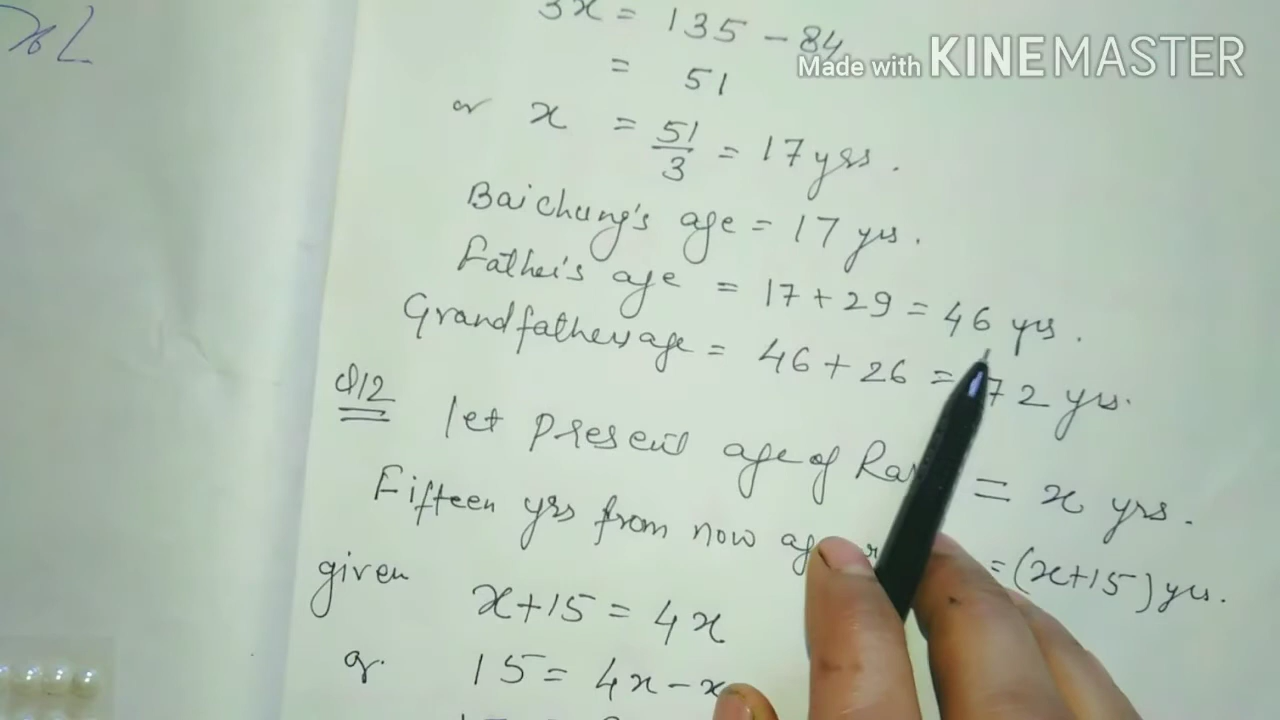 3x = 135 - 84
= 51
or x = 51/3 = 17 yrs.
Baichung's age = 17 yrs.
Father's age = 17 + 29 = 46 yrs.
Grandfather's age = 46 + 26 = 72 yrs.
Q12 let present age of = x yrs.
Fifteen yrs from now = (x+15) yrs.
given x+15 = 4x
or 15 = 4x - x
Made with KINEMASTER